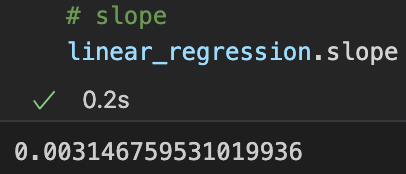 # slope
linear_regression.slope
0.2s
0.003146759531019936